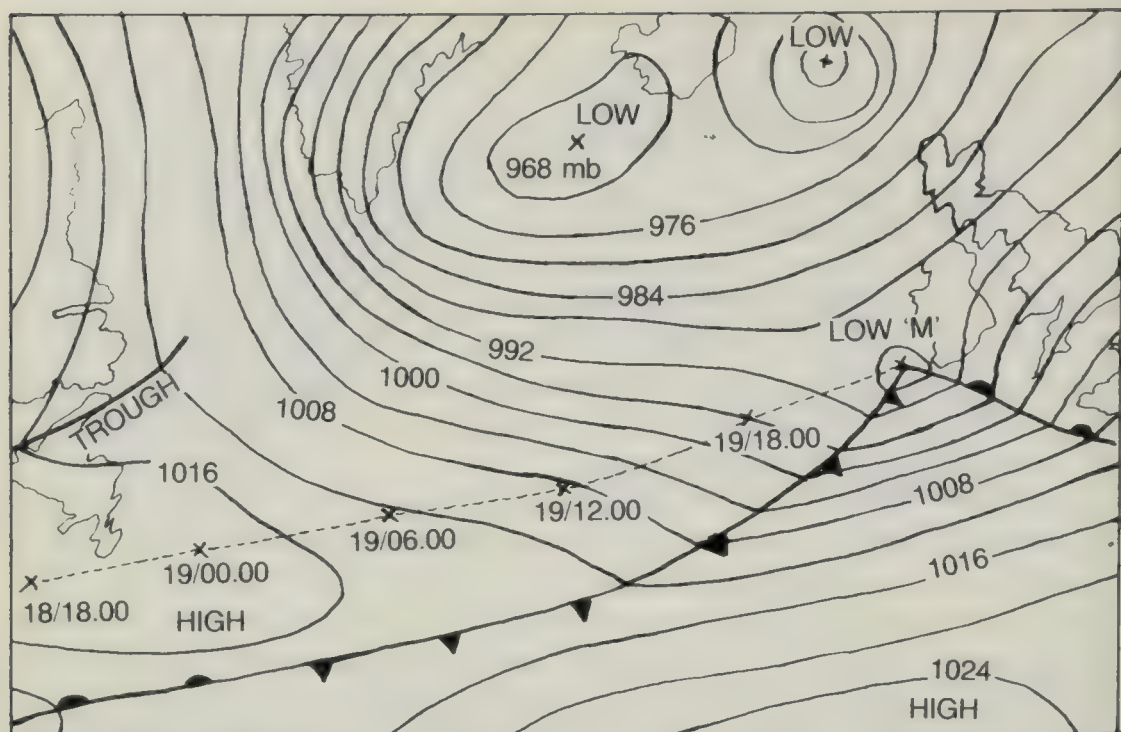 LOW
LOW
968 mb
976
984
LOW 'M'
992
1000
1008
TROUGH
19/18.00
1016
1008
19/12.00
19/06.00
19/00.00
1016
18/18.00
HIGH
1024
HIGH